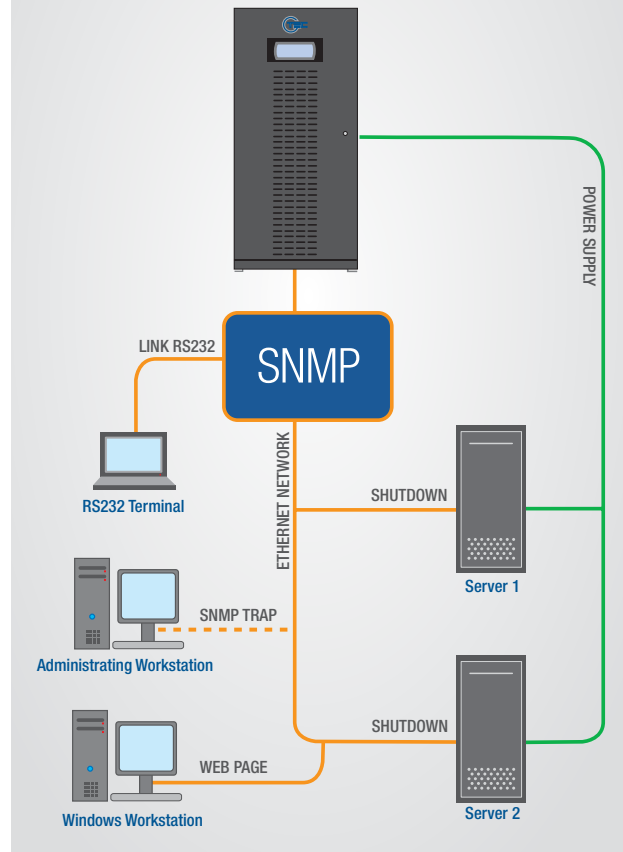 POWER SUPPLY
SNMP
LINK RS232
RS232 Terminal
ETHERNET NETWORK
SHUTDOWN
Server 1
SNMP TRAP
Administrating Workstation
SHUTDOWN
WEB PAGE
Server 2
Windows Workstation